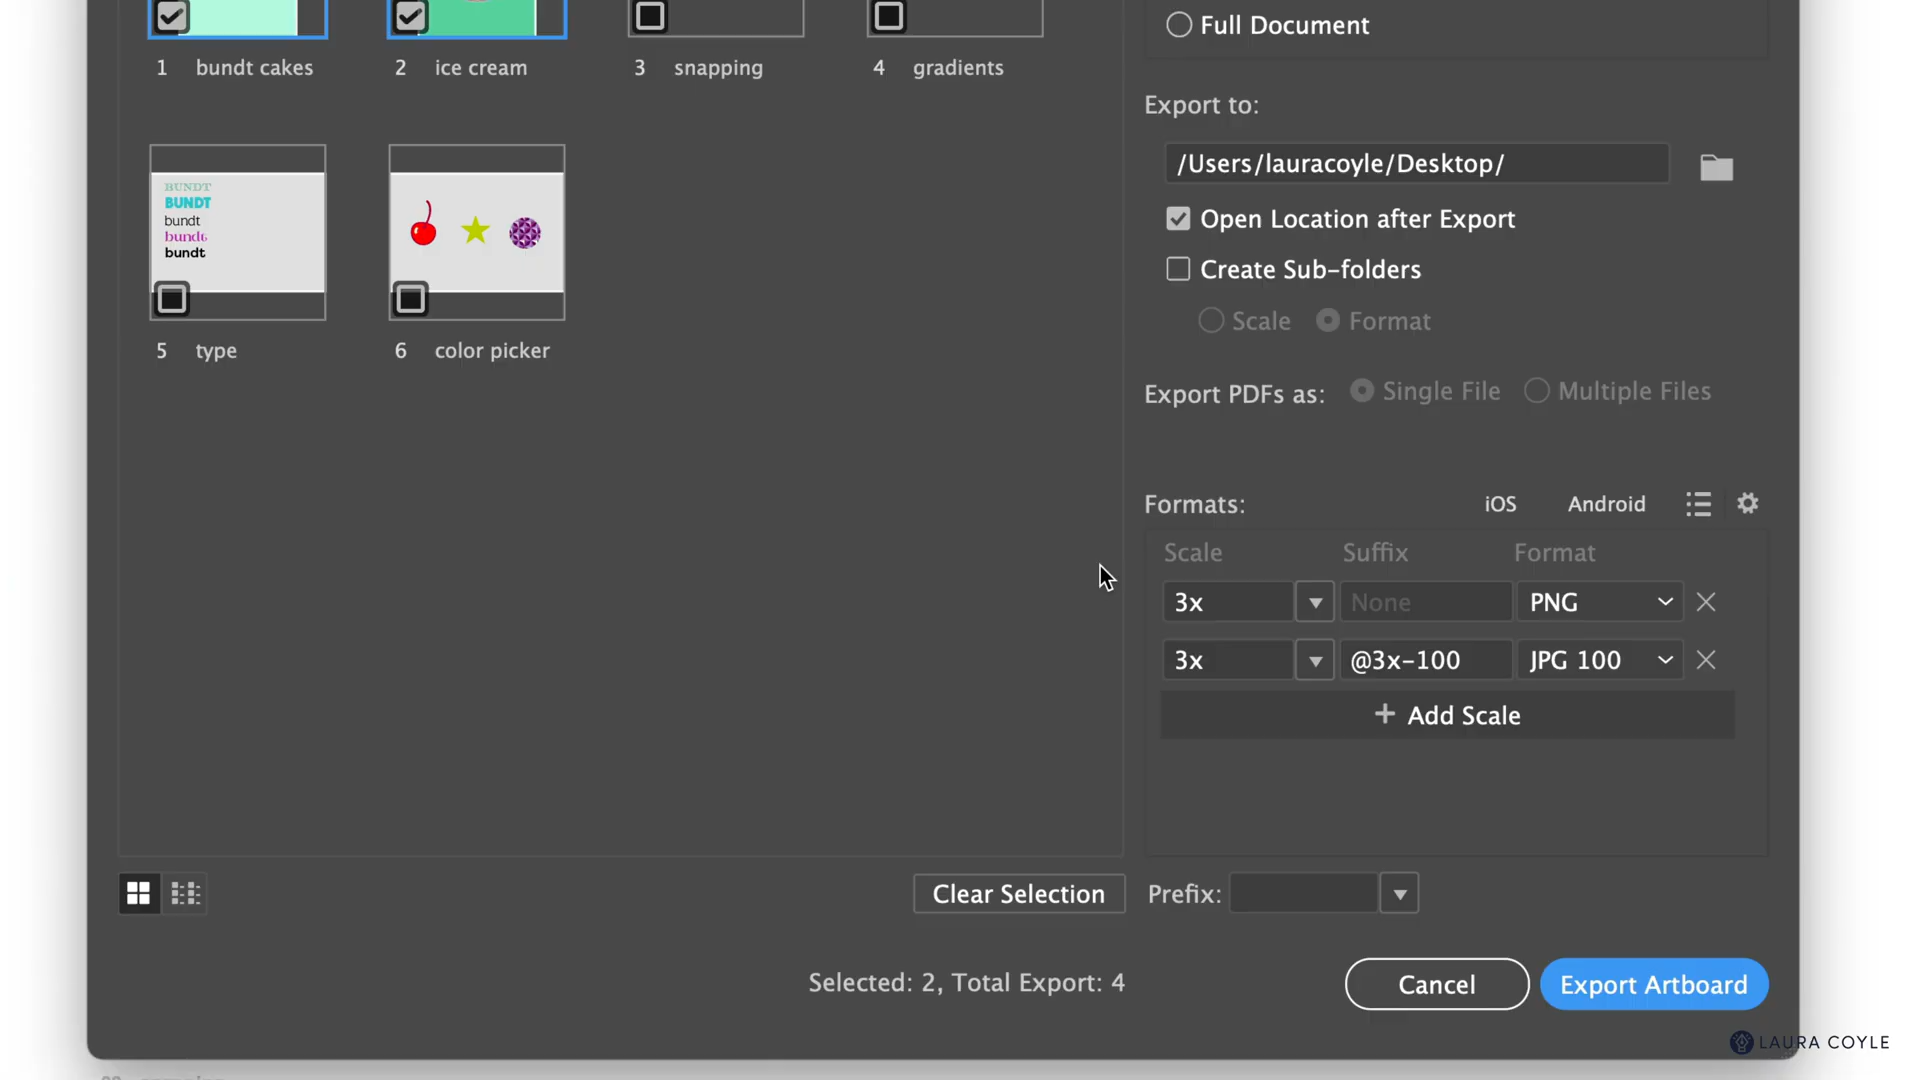 1 bundt cakes
2 ice cream
3 snapping
4 gradients
BUNDT
BUNDT
bundt
bundt
bundt
5 type
6 color picker
Full Document
Export to:
/Users/lauracoyle/Desktop/
Open Location after Export
Create Sub-folders
Scale Format
Export PDFs as: Single File Multiple Files
Formats: iOS Android
Scale Suffix Format
3x None PNG
3x @3x-100 JPG 100
+ Add Scale
Clear Selection Prefix:
Selected: 2, Total Export: 4
Cancel Export Artboard
LAURA COYLE